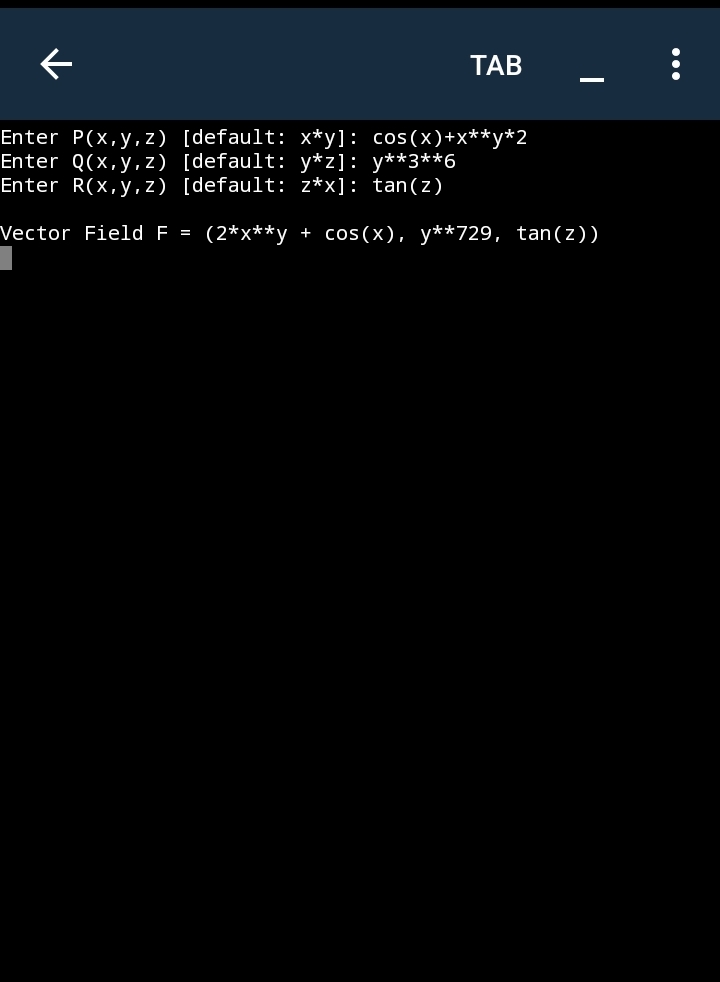 TAB
Enter P(x,y,z) [default: x*y]: cos(x)+x**y*2
Enter Q(x,y,z) [default: y*z]: y**3**6
Enter R(x,y,z) [default: z*x]: tan(z)
Vector Field F = (2*x**y + cos(x), y**729, tan(z))